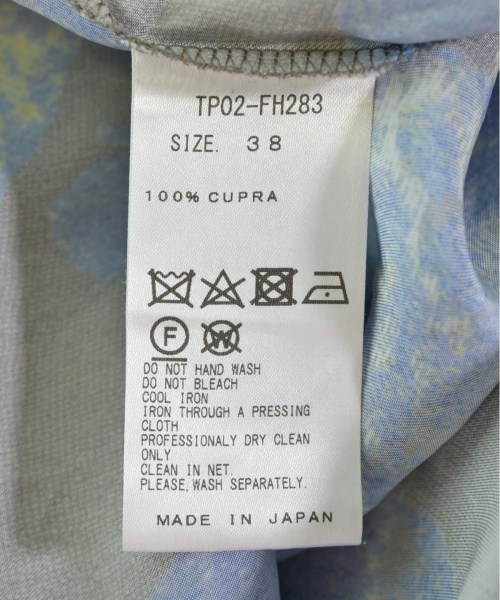 TP02-FH283
SIZE. 38
100% CUPRA
F W
DO NOT HAND WASH
DO NOT BLEACH
COOL IRON
IRON THROUGH A PRESSING
CLOTH
PROFESSIONALY DRY CLEAN
ONLY
CLEAN IN NET.
PLEASE,WASH SEPARATELY.
MADE IN JAPAN